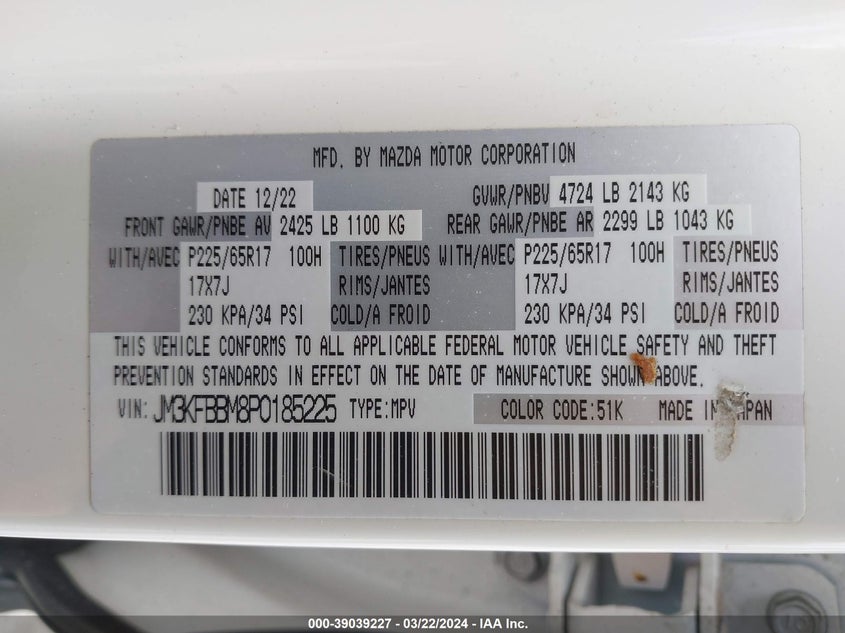 MFD. BY MAZDA MOTOR CORPORATION
DATE 12/22 GVWR/PNBV 4724 LB 2143 KG
FRONT GAWR/PNBE AV 2425 LB 1100 KG REAR GAWR/PNBE AR 2299 LB 1043 KG
WITH/AVEC P225/65R17 100H TIRES/PNEUS WITH/AVEC P225/65R17 100H TIRES/PNEUS
17X7J RIMS/JANTES 17X7J RIMS/JANTES
230 KPA/34 PSI COLD/A FROID 230 KPA/34 PSI COLD/A FROID
THIS VEHICLE CONFORMS TO ALL APPLICABLE FEDERAL MOTOR VEHICLE SAFETY AND THEFT
PREVENTION STANDARDS IN EFFECT ON THE DATE OF MANUFACTURE SHOWN ABOVE.
VIN: JM3KFBBM8P0185225 TYPE:MPV COLOR CODE:51K MADE IN JAPAN
000-39039227 - 03/22/2024 - IAA Inc.